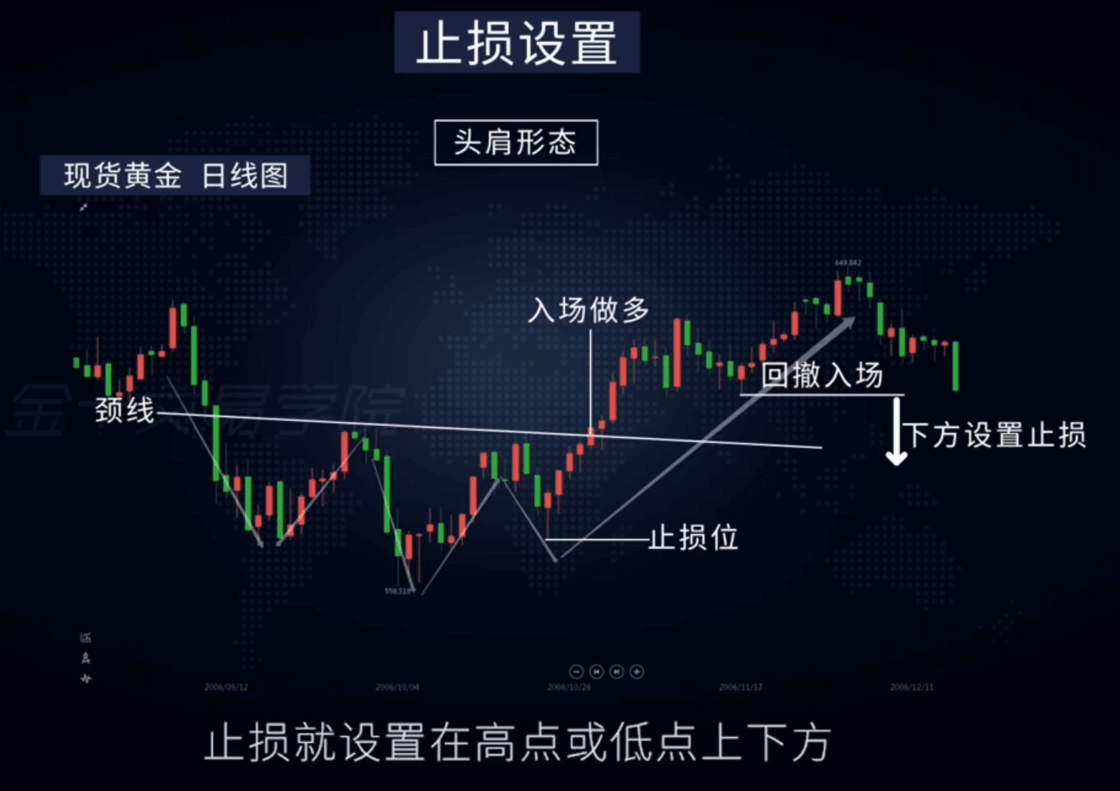 止损设置
头肩形态
现货黄金 日线图
649.842
入场做多
回撤入场
颈线
下方设置止损
止损位
2006/09/12
2006/10/04
2006/10/26
2006/11/17
2006/12/11
止损就设置在高点或低点上下方